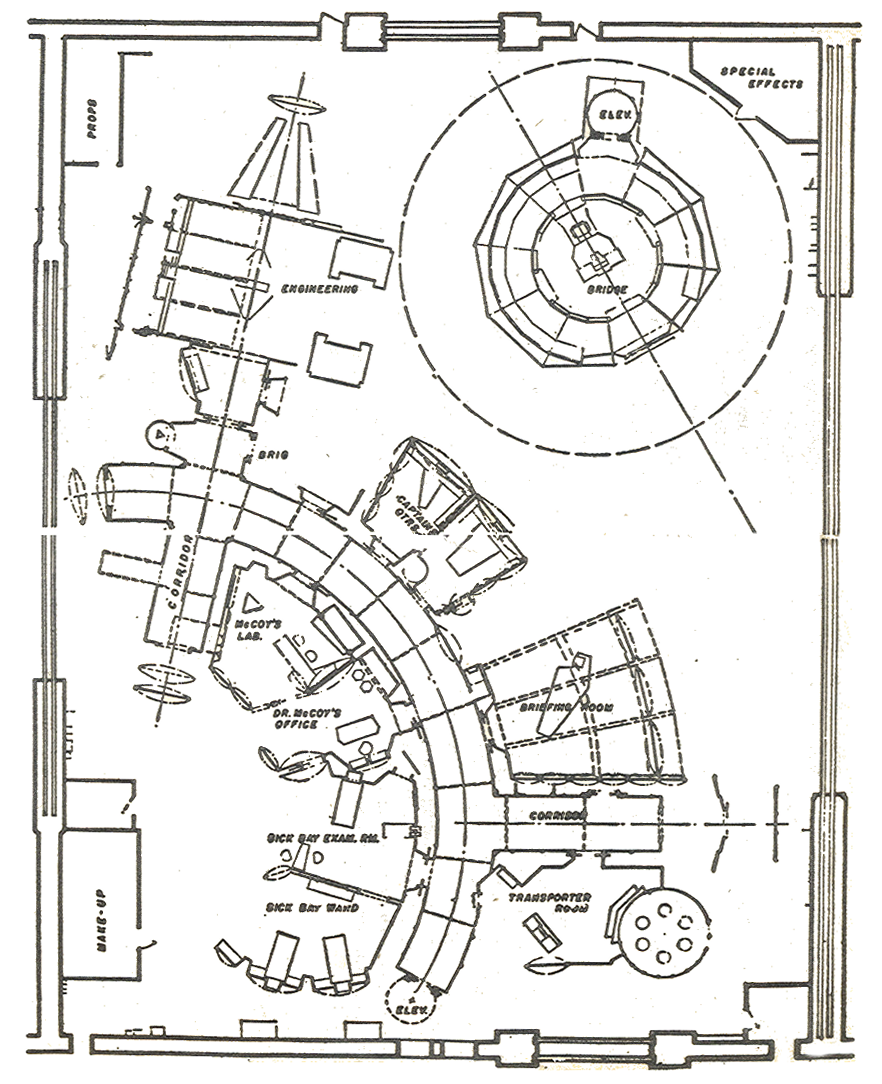 SPECIAL
EFFECTS
PROPS
ELEV.
BRIDGE
ENGINEERING
BRIG
CAPTAINS
QTRS.
CORRIDOR
McCOY'S
LAB.
DR. McCOY'S
OFFICE
BRIEFING ROOM
CORRIDOR
SICK BAY EXAM. RM.
SICK BAY WARD
TRANSPORTER
ROOM
MAKE-UP
ELEV.